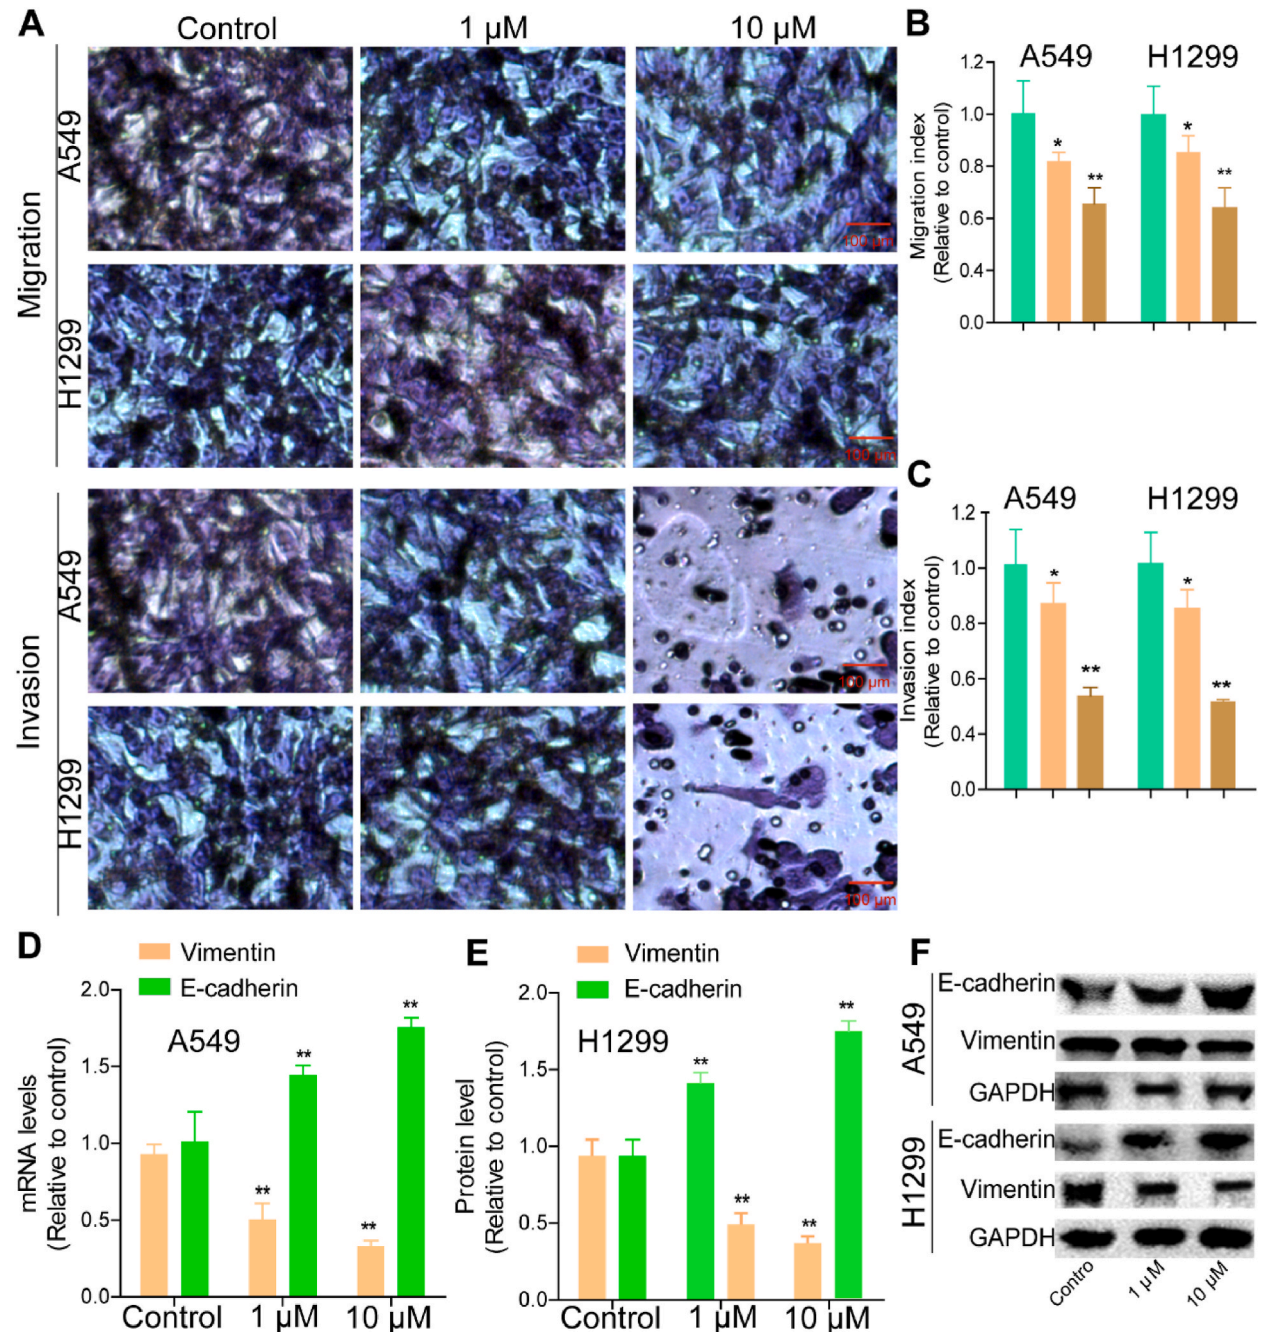 A
Control
1 µM
10 µM
Migration
A549
100 µm
H1299
100 µm
Invasion
A549
100 µm
H1299
100 µm
B
A549
H1299
Migration index
(Relative to control)
1.2
1.0
0.8
0.6
0.4
0.0
*
**
*
**
C
A549
H1299
Invasion index
(Relative to control)
1.2
1.0
0.8
0.6
0.4
0.0
*
**
*
**
D
Vimentin
E-cadherin
A549
mRNA levels
(Relative to control)
2.0
1.5
1.0
0.5
0.0
**
**
**
**
Control
1 µM
10 µM
E
Vimentin
E-cadherin
H1299
Protein level
(Relative to control)
2.0
1.5
1.0
0.5
0.0
**
**
**
**
Control
1 µM
10 µM
F
A549
E-cadherin
Vimentin
GAPDH
H1299
E-cadherin
Vimentin
GAPDH
Contro
1 µM
10 µM